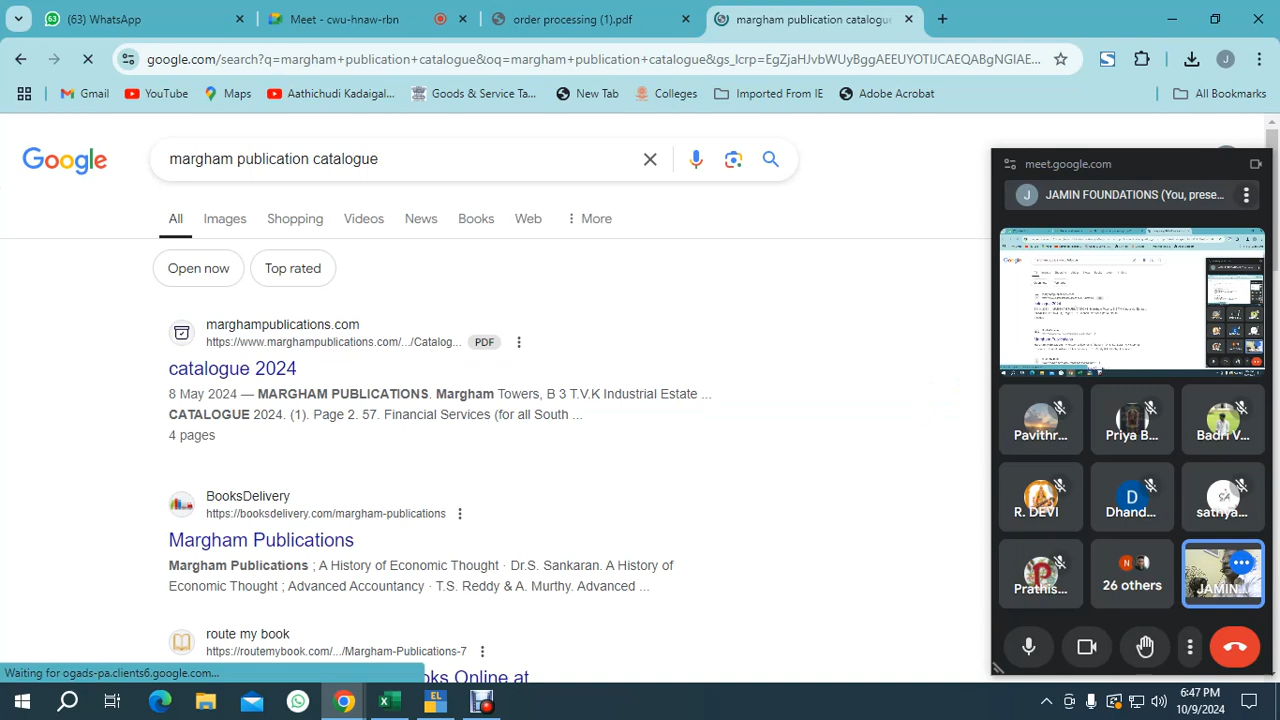 (63) WhatsApp
Meet - cwu-hnaw-rbn
order processing (1).pdf
margham publication catalogue
google.com/search?q=margham+publication+catalogue&oq=margham+publication+catalogue&gs_lcrp=EgZjaHJvbWUyBggAEEUYOTIJCAEQABgNGIAE...
J
Gmail
YouTube
Maps
Aathichudi Kadaigal...
Goods & Service Ta...
New Tab
Colleges
Imported From IE
Adobe Acrobat
All Bookmarks
Google
margham publication catalogue
All
Images
Shopping
Videos
News
Books
Web
More
Open now
Top rated
marghampublications.com
https://www.marghampublications.com/.../Catalog...
PDF
catalogue 2024
8 May 2024 — MARGHAM PUBLICATIONS. Margham Towers, B 3 T.V.K Industrial Estate ...
CATALOGUE 2024. (1). Page 2. 57. Financial Services (for all South ...
4 pages
BooksDelivery
https://booksdelivery.com/margham-publications
Margham Publications
Margham Publications ; A History of Economic Thought · Dr.S. Sankaran. A History of
Economic Thought ; Advanced Accountancy · T.S. Reddy & A. Murthy. Advanced ...
route my book
https://routemybook.com/.../Margham-Publications-7
oks Online at
Waiting for ogads-pa.clients6.google.com...
meet.google.com
J
JAMIN FOUNDATIONS (You, prese...
Pavithr...
Priya B...
Badri V...
R. DEVI
D
Dhand...
SA
sathya...
P
Prathis...
N
26 others
JAMIN
EL
6:47 PM
10/9/2024